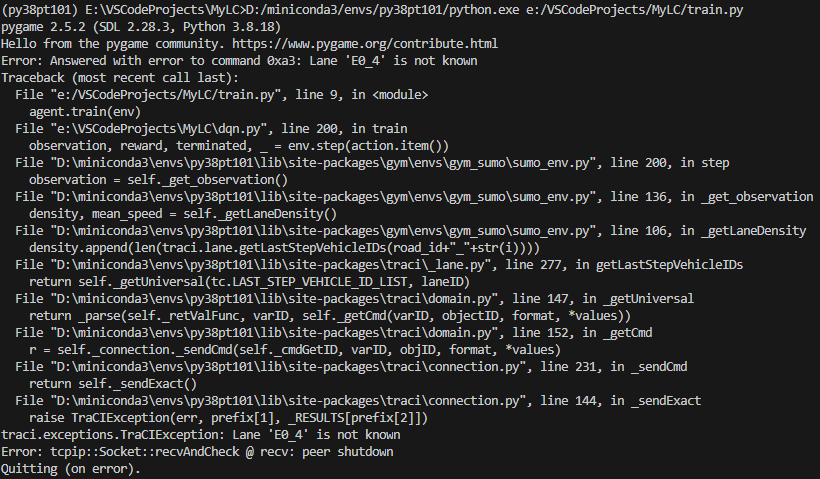 (py38pt101) E:\VSCodeProjects\MyLC>D:/miniconda3/envs/py38pt101/python.exe e:/VSCodeProjects/MyLC/train.py
pygame 2.5.2 (SDL 2.28.3, Python 3.8.18)
Hello from the pygame community. https://www.pygame.org/contribute.html
Error: Answered with error to command 0xa3: Lane 'E0_4' is not known
Traceback (most recent call last):
  File "e:/VSCodeProjects/MyLC/train.py", line 9, in <module>
    agent.train(env)
  File "e:\VSCodeProjects\MyLC\dqn.py", line 200, in train
    observation, reward, terminated, _ = env.step(action.item())
  File "D:\miniconda3\envs\py38pt101\lib\site-packages\gym\envs\gym_sumo\sumo_env.py", line 200, in step
    observation = self._get_observation()
  File "D:\miniconda3\envs\py38pt101\lib\site-packages\gym\envs\gym_sumo\sumo_env.py", line 136, in _get_observation
    density, mean_speed = self._getLaneDensity()
  File "D:\miniconda3\envs\py38pt101\lib\site-packages\gym\envs\gym_sumo\sumo_env.py", line 106, in _getLaneDensity
    density.append(len(traci.lane.getLastStepVehicleIDs(road_id+"_"+str(i))))
  File "D:\miniconda3\envs\py38pt101\lib\site-packages\traci\_lane.py", line 277, in getLastStepVehicleIDs
    return self._getUniversal(tc.LAST_STEP_VEHICLE_ID_LIST, laneID)
  File "D:\miniconda3\envs\py38pt101\lib\site-packages\traci\domain.py", line 147, in _getUniversal
    return _parse(self._retValFunc, varID, self._getCmd(varID, objectID, format, *values))
  File "D:\miniconda3\envs\py38pt101\lib\site-packages\traci\domain.py", line 152, in _getCmd
    r = self._connection._sendCmd(self._cmdGetID, varID, objID, format, *values)
  File "D:\miniconda3\envs\py38pt101\lib\site-packages\traci\connection.py", line 231, in _sendCmd
    return self._sendExact()
  File "D:\miniconda3\envs\py38pt101\lib\site-packages\traci\connection.py", line 144, in _sendExact
    raise TraCIException(err, prefix[1], _RESULTS[prefix[2]])
traci.exceptions.TraCIException: Lane 'E0_4' is not known
Error: tcpip::Socket::recvAndCheck @ recv: peer shutdown
Quitting (on error).